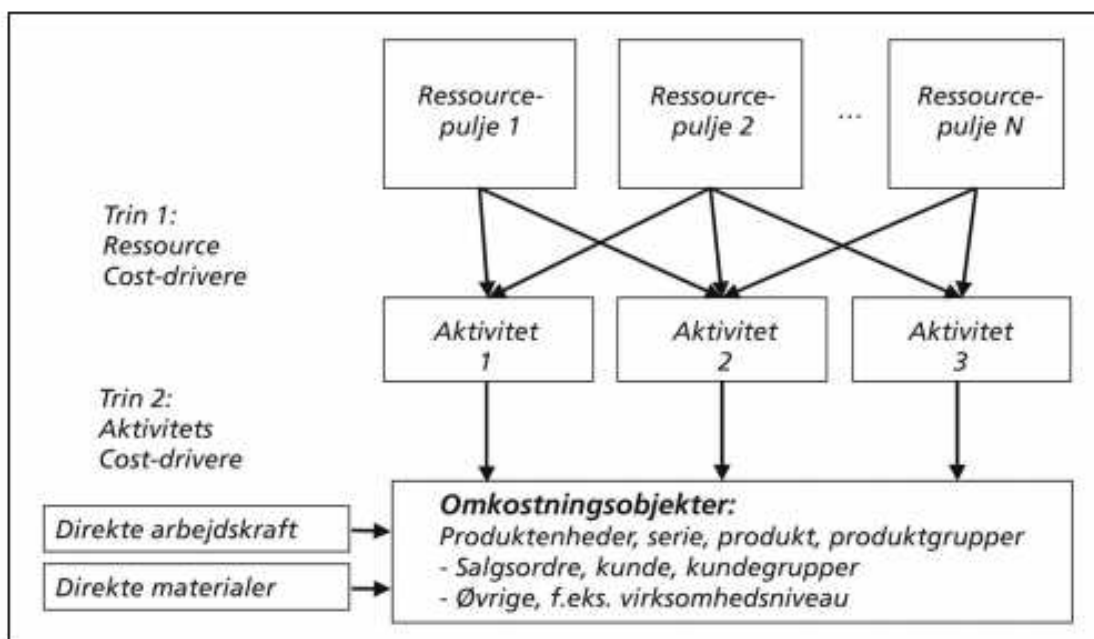 Ressource-
pulje 1
Ressource-
pulje 2
...
Ressource-
pulje N
Trin 1:
Ressource
Cost-drivere
Aktivitet
1
Aktivitet
2
Aktivitet
3
Trin 2:
Aktivitets
Cost-drivere
Direkte arbejdskraft
Direkte materialer
Omkostningsobjekter:
Produktenheder, serie, produkt, produktgrupper
- Salgsordre, kunde, kundegrupper
- Øvrige, f.eks. virksomhedsniveau